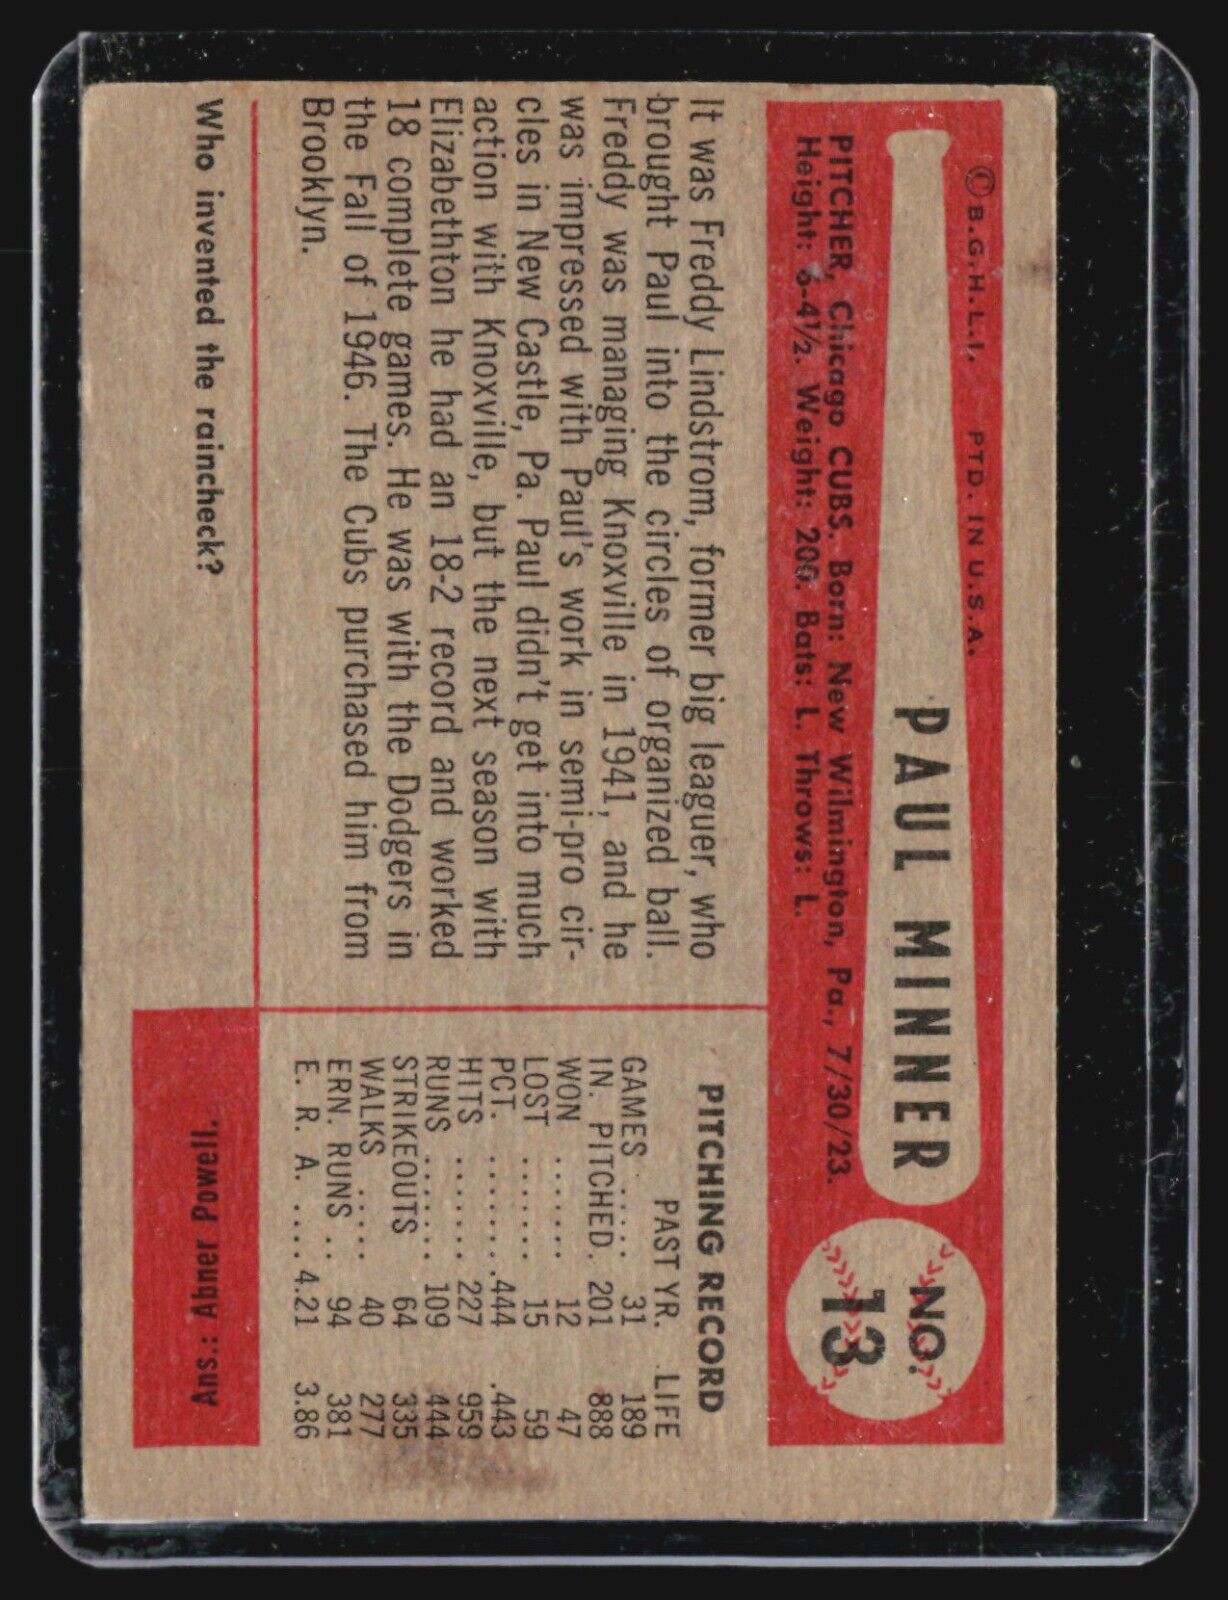 © B.G.H.L.I. PTD. IN U.S.A.
PAUL MINNER
NO.
13
PITCHER, Chicago CUBS. Born: New Wilmington, Pa., 7/30/23.
Height: 6-4½. Weight: 200. Bats: L. Throws: L.
It was Freddy Lindstrom, former big leaguer, who
brought Paul into the circles of organized ball.
Freddy was managing Knoxville in 1941, and he
was impressed with Paul's work in semi-pro cir-
cles in New Castle, Pa. Paul didn't get into much
action with Knoxville, but the next season with
Elizabethton he had an 18-2 record and worked
18 complete games. He was with the Dodgers in
the Fall of 1946. The Cubs purchased him from
Brooklyn.
PITCHING RECORD
PAST YR. LIFE
GAMES ..... 31 189
IN. PITCHED. 201 888
WON ....... 12 47
LOST ....... 15 59
PCT. ....... .444 .443
HITS ....... 227 959
RUNS ....... 109 444
STRIKEOUTS 64 335
WALKS ..... 40 277
ERN. RUNS .. 94 381
E. R. A. .... 4.21 3.86
Who invented the raincheck?
Ans.: Abner Powell.